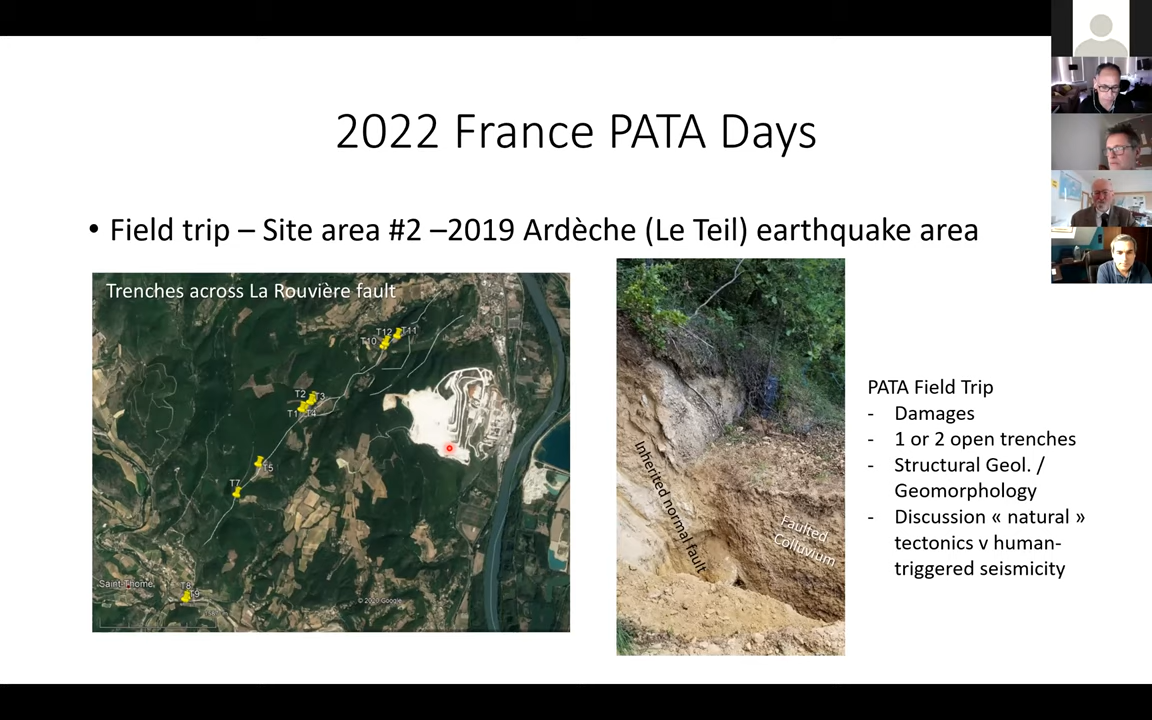 2022 France PATA Days
• Field trip – Site area #2 –2019 Ardèche (Le Teil) earthquake area
Trenches across La Rouvière fault
T12 T11
T10
T2 T3
T1 T4
T5
T7
Saint-Thomé
T8
T9
Inherited normal fault
Faulted
Colluvium
PATA Field Trip
- Damages
- 1 or 2 open trenches
- Structural Geol. /
Geomorphology
- Discussion « natural »
tectonics v human-
triggered seismicity